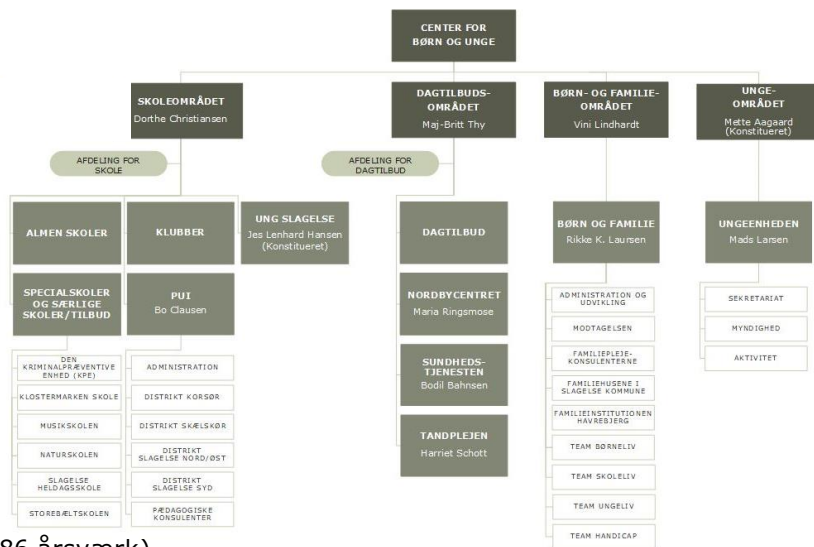 CENTER FOR
BØRN OG UNGE
SKOLEOMRÅDET
Dorthe Christiansen
DAGTILBUDS-
OMRÅDET
Maj-Britt Thy
BØRN- OG FAMILIE-
OMRÅDET
Vini Lindhardt
UNGE-
OMRÅDET
Mette Aagaard
(Konstitueret)
AFDELING FOR
SKOLE
AFDELING FOR
DAGTILBUD
ALMEN SKOLER
KLUBBER
UNG SLAGELSE
Jes Lenhard Hansen
(Konstitueret)
SPECIALSKOLER
OG SÆRLIGE
SKOLER/TILBUD
PUI
Bo Clausen
DEN
KRIMINALPRÆVENTIVE
ENHED (KPE)
KLOSTERMARKEN SKOLE
MUSIKSKOLEN
NATURSKOLEN
SLAGELSE
HELDAGSSKOLE
STOREBÆLTSKOLEN
ADMINISTRATION
DISTRIKT KORSØR
DISTRIKT SKÆLSKØR
DISTRIKT
SLAGELSE NORD/ØST
DISTRIKT
SLAGELSE SYD
PÆDAGOGISKE
KONSULENTER
DAGTILBUD
NORDBYCENTRET
Maria Ringsmose
SUNDHEDS-
TJENESTEN
Bodil Bahnsen
TANDPLEJEN
Harriet Schott
BØRN OG FAMILIE
Rikke K. Laursen
ADMINISTRATION OG
UDVIKLING
MODTAGELSEN
FAMILIEPLEJE-
KONSULENTERNE
FAMILIEHUSENE I
SLAGELSE KOMMUNE
FAMILIEINSTITUTIONEN
HAVREBJERG
TEAM BØRNELIV
TEAM SKOLELIV
TEAM UNGELIV
TEAM HANDICAP
UNGEENHEDEN
Mads Larsen
SEKRETARIAT
MYNDIGHED
AKTIVITET
86 årsværk)